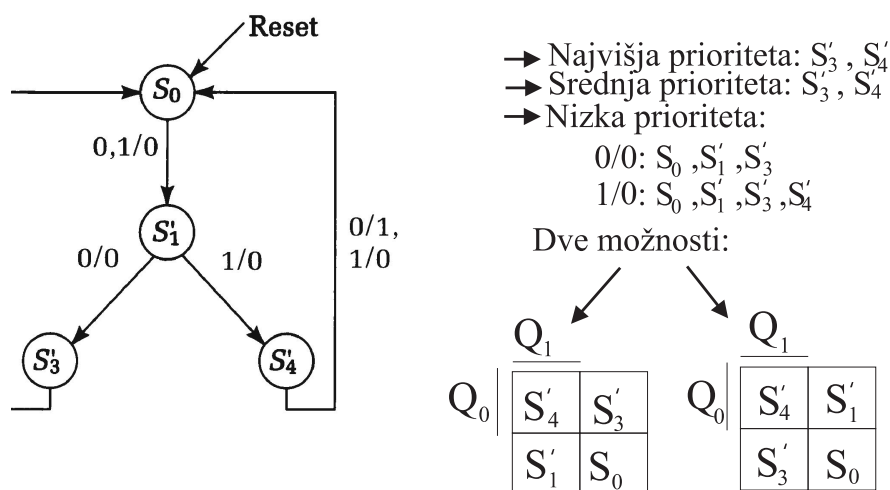 Reset
S₀
0,1/0
S'₁
0/0
1/0
0/1,
1/0
S'₃
S'₄
Najvišja prioriteta: S'₃ , S'₄
Srednja prioriteta: S'₃ , S'₄
Nizka prioriteta:
0/0: S₀ ,S'₁ ,S'₃
1/0: S₀ ,S'₁ ,S'₃ ,S'₄
Dve možnosti:
Q₁
Q₀ S'₄ S'₃
S'₁ S₀
Q₁
Q₀ S'₄ S'₁
S'₃ S₀